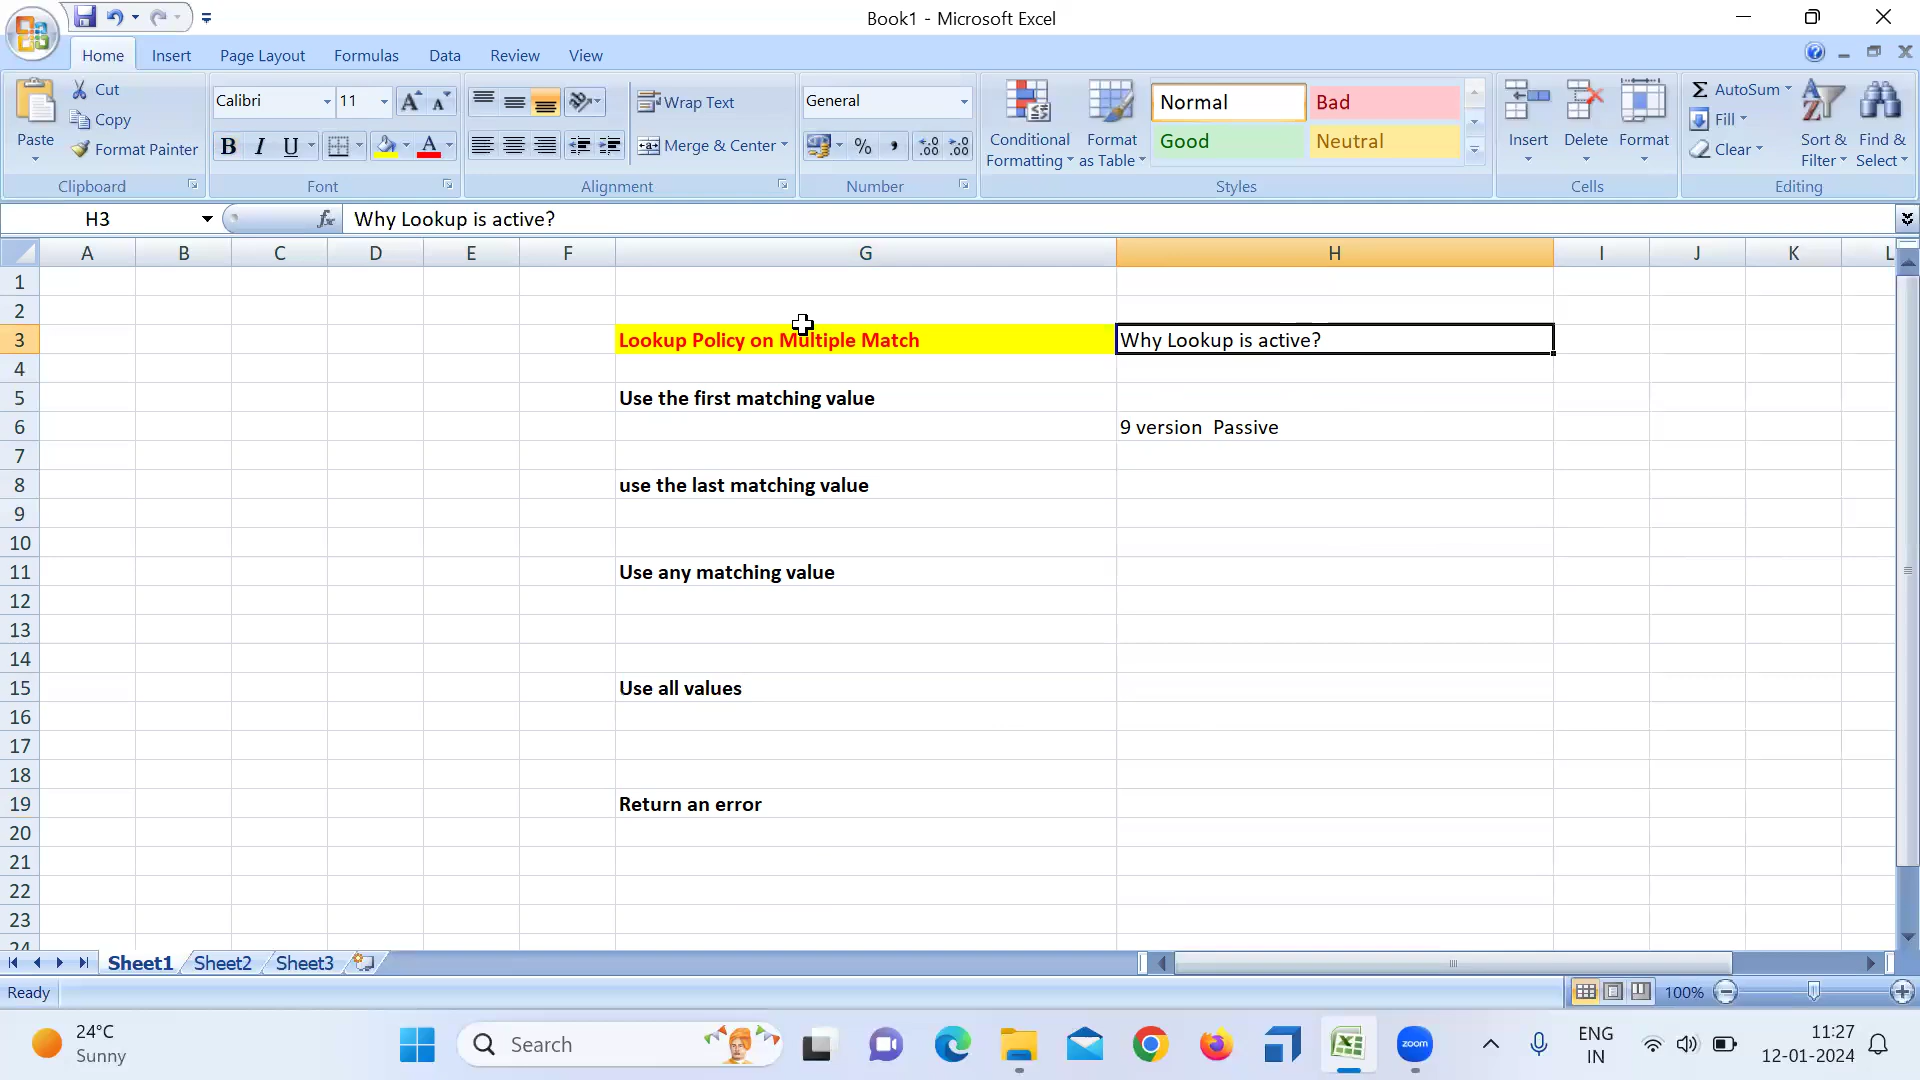 Book1 - Microsoft Excel
Home Insert Page Layout Formulas Data Review View
Paste
Cut
Copy
Format Painter
Clipboard
Calibri 11
B I U
Font
Wrap Text
Merge & Center
Alignment
General
%
Number
Conditional Formatting
Format as Table
Normal Bad
Good Neutral
Styles
Insert Delete Format
Cells
Σ AutoSum
Fill
Clear
Sort & Filter
Find & Select
Editing
H3 fx Why Lookup is active?
A B C D E F G H I J K L
1
2
3 Lookup Policy on Multiple Match Why Lookup is active?
4
5 Use the first matching value
6 9 version  Passive
7
8 use the last matching value
9
10
11 Use any matching value
12
13
14
15 Use all values
16
17
18
19 Return an error
20
21
22
23
24
Sheet1 Sheet2 Sheet3
Ready 100%
24°C
Sunny
Search
zoom
ENG
IN
11:27
12-01-2024